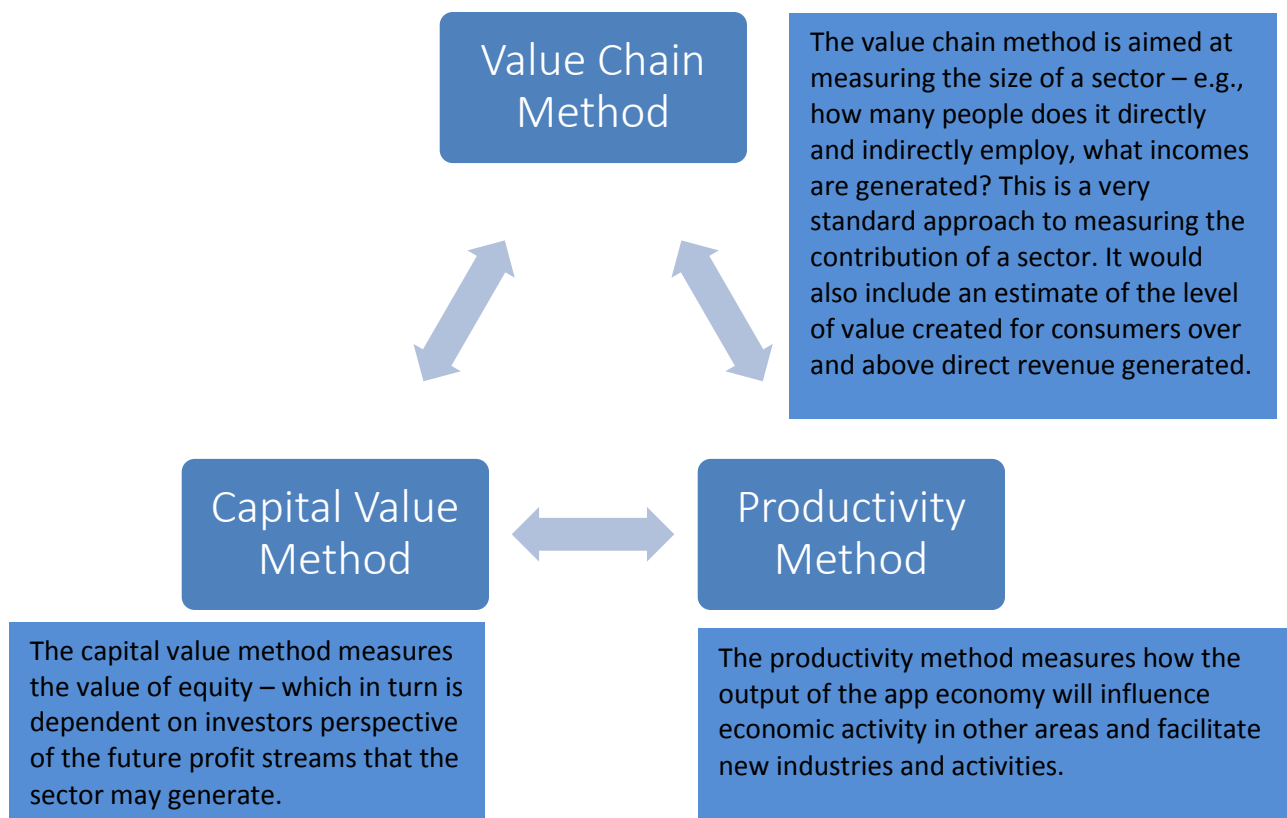 Value Chain
Method
The value chain method is aimed at
measuring the size of a sector – e.g.,
how many people does it directly
and indirectly employ, what incomes
are generated? This is a very
standard approach to measuring the
contribution of a sector. It would
also include an estimate of the level
of value created for consumers over
and above direct revenue generated.
Capital Value
Method
Productivity
Method
The capital value method measures
the value of equity – which in turn is
dependent on investors perspective
of the future profit streams that the
sector may generate.
The productivity method measures how the
output of the app economy will influence
economic activity in other areas and facilitate
new industries and activities.